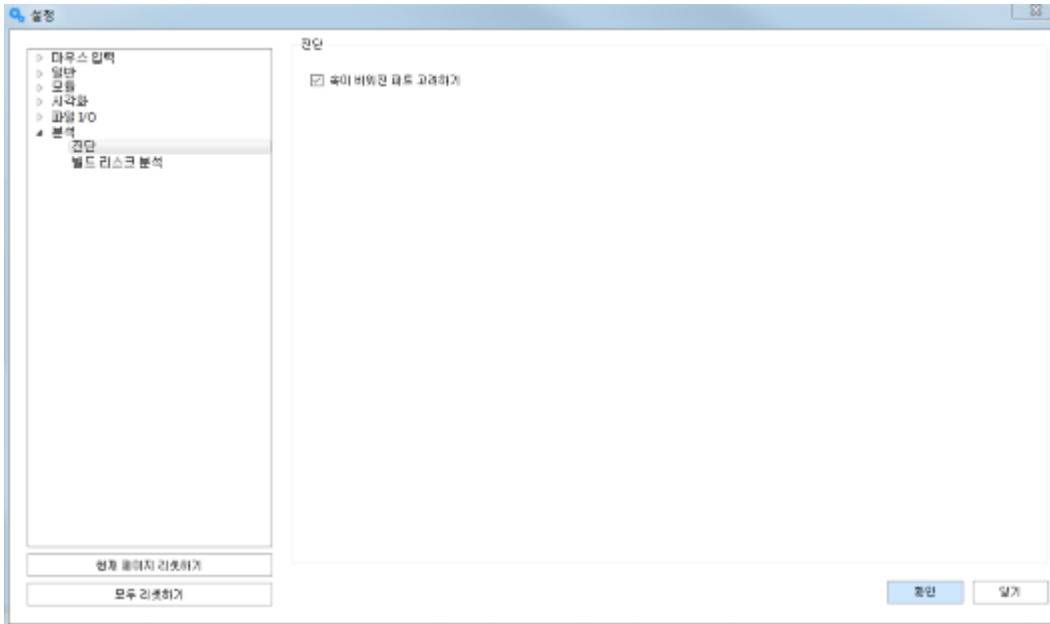 설정
마우스 입력
일반
모듈
시각화
파일 I/O
분석
진단
빌드 리스크 분석
현재 페이지 리셋하기
모두 리셋하기
진단
속이 비워진 파트 고려하기
확인
닫기